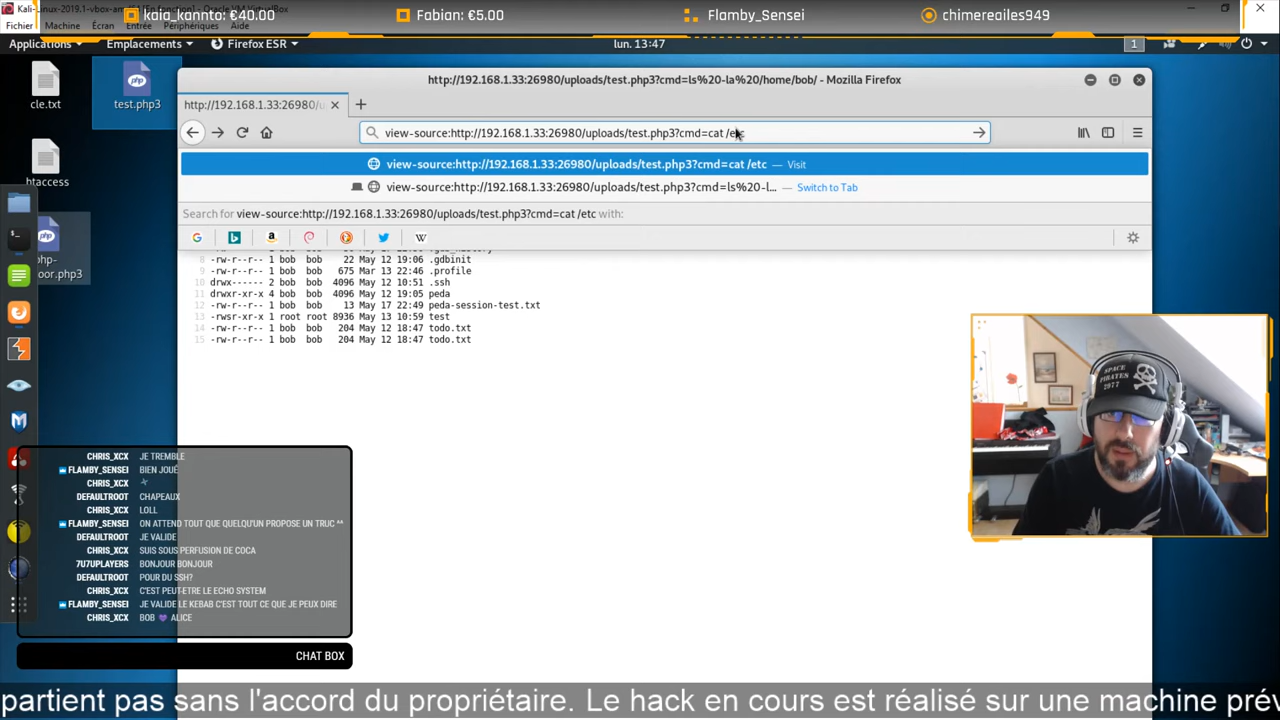 Kali-Linux-2019.1-vbox-am
kaia_kannto: €40.00
Fabian: €5.00
Flamby_Sensei
chimereailes949
Fichier Machine Écran Entrée Périphériques Aide
Applications Emplacements Firefox ESR lun. 13:47 1
http://192.168.1.33:26980/uploads/test.php3?cmd=ls%20-la%20/home/bob/ - Mozilla Firefox
http://192.168.1.33:26980/u
view-source:http://192.168.1.33:26980/uploads/test.php3?cmd=cat /etc
view-source:http://192.168.1.33:26980/uploads/test.php3?cmd=cat /etc — Visit
view-source:http://192.168.1.33:26980/uploads/test.php3?cmd=ls%20-l... — Switch to Tab
Search for view-source:http://192.168.1.33:26980/uploads/test.php3?cmd=cat /etc with:
8 -rw-r--r-- 1 bob bob 22 May 12 19:06 .gdbinit
9 -rw-r--r-- 1 bob bob 675 Mar 13 22:46 .profile
10 drwx------ 2 bob bob 4096 May 12 10:51 .ssh
11 drwxr-xr-x 4 bob bob 4096 May 12 19:05 peda
12 -rw-r--r-- 1 bob bob 13 May 17 22:49 peda-session-test.txt
13 -rwsr-xr-x 1 root root 8936 May 13 10:59 test
14 -rw-r--r-- 1 bob bob 204 May 12 18:47 todo.txt
15 -rw-r--r-- 1 bob bob 204 May 12 18:47 todo.txt
cle.txt
test.php3
htaccess
php-
oor.php3
CHRIS_XCX JE TREMBLE
FLAMBY_SENSEI BIEN JOUÉ
CHRIS_XCX
DEFAULTROOT CHAPEAUX
CHRIS_XCX LOLL
FLAMBY_SENSEI ON ATTEND TOUT QUE QUELQU'UN PROPOSE UN TRUC ^^
DEFAULTROOT JE VALIDE
CHRIS_XCX SUIS SOUS PERFUSION DE COCA
7U7UPLAYERS BONJOUR BONJOUR
DEFAULTROOT POUR DU SSH?
CHRIS_XCX C'EST PEUT-ETRE LE ECHO SYSTEM
FLAMBY_SENSEI JE VALIDE LE KEBAB C'EST TOUT CE QUE JE PEUX DIRE
CHRIS_XCX BOB 💜 ALICE
CHAT BOX
SPACE
PIRATES
2977
partient pas sans l'accord du propriétaire. Le hack en cours est réalisé sur une machine prév